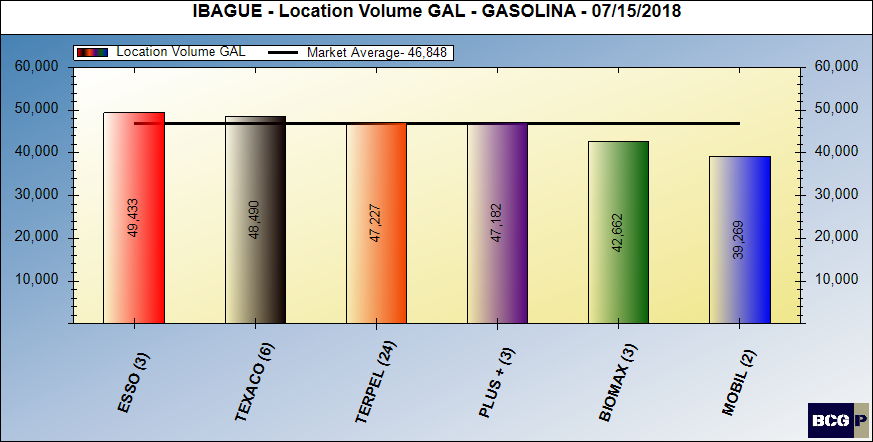 IBAGUE - Location Volume GAL - GASOLINA - 07/15/2018
Location Volume GAL
Market Average- 46,848
60,000
50,000
40,000
30,000
20,000
10,000
60,000
50,000
40,000
30,000
20,000
10,000
49,433
48,490
47,227
47,182
42,662
39,269
ESSO (3)
TEXACO (6)
TERPEL (24)
PLUS + (3)
BIOMAX (3)
MOBIL (2)
BCG P